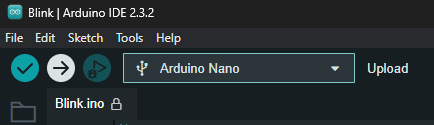 Blink | Arduino IDE 2.3.2
File Edit Sketch Tools Help
Arduino Nano Upload
Blink.ino